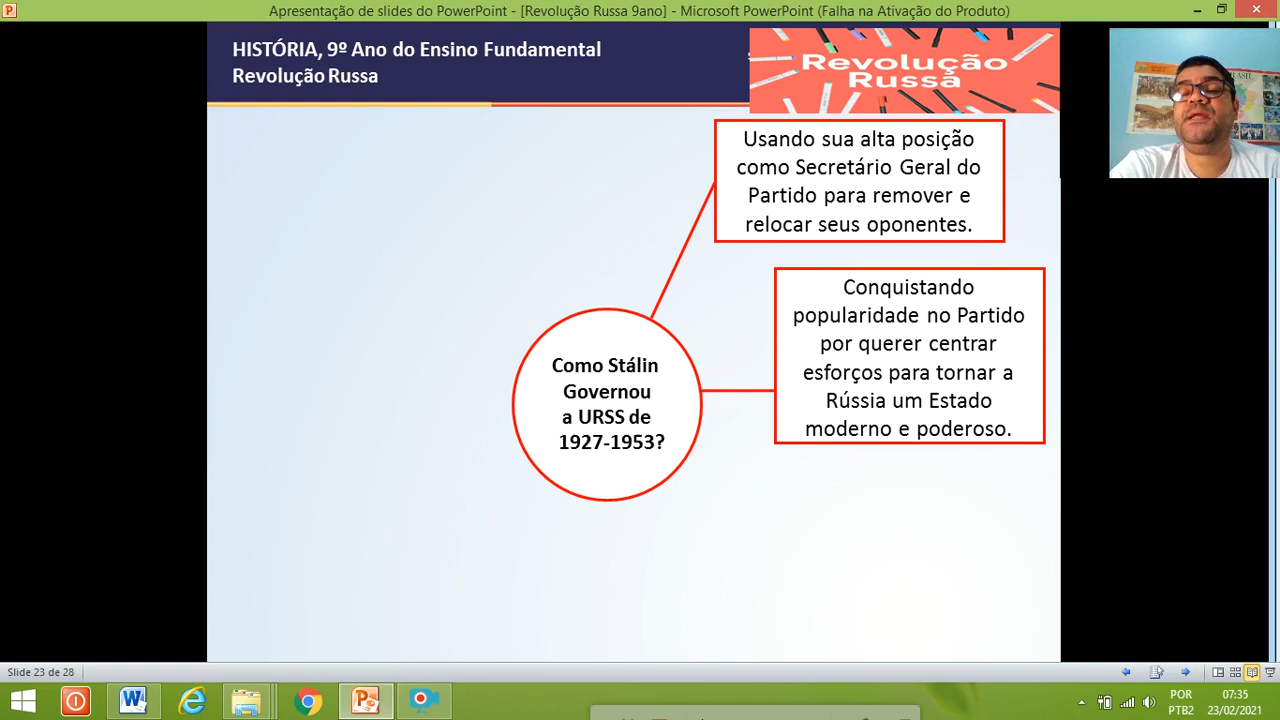 Apresentação de slides do PowerPoint - [Revolução Russa 9ano] - Microsoft PowerPoint (Falha na Ativação do Produto)
HISTÓRIA, 9º Ano do Ensino Fundamental
Revolução Russa
Revolução
Russa
Usando sua alta posição
como Secretário Geral do
Partido para remover e
relocar seus oponentes.
Conquistando
popularidade no Partido
por querer centrar
esforços para tornar a
Rússia um Estado
moderno e poderoso.
Como Stálin
Governou
a URSS de
1927-1953?
Slide 23 de 28
POR
PTB2
07:35
23/02/2021